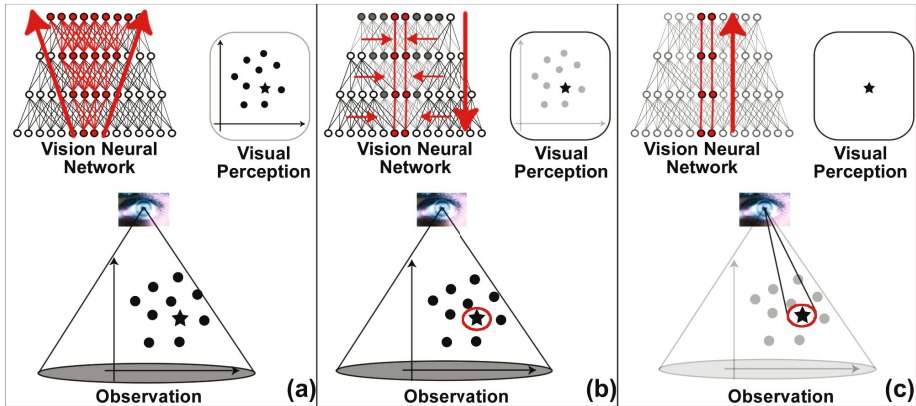 Vision Neural
Network
Visual
Perception
Observation
(a)
Vision Neural
Network
Visual
Perception
Observation
(b)
Vision Neural
Network
Visual
Perception
Observation
(c)